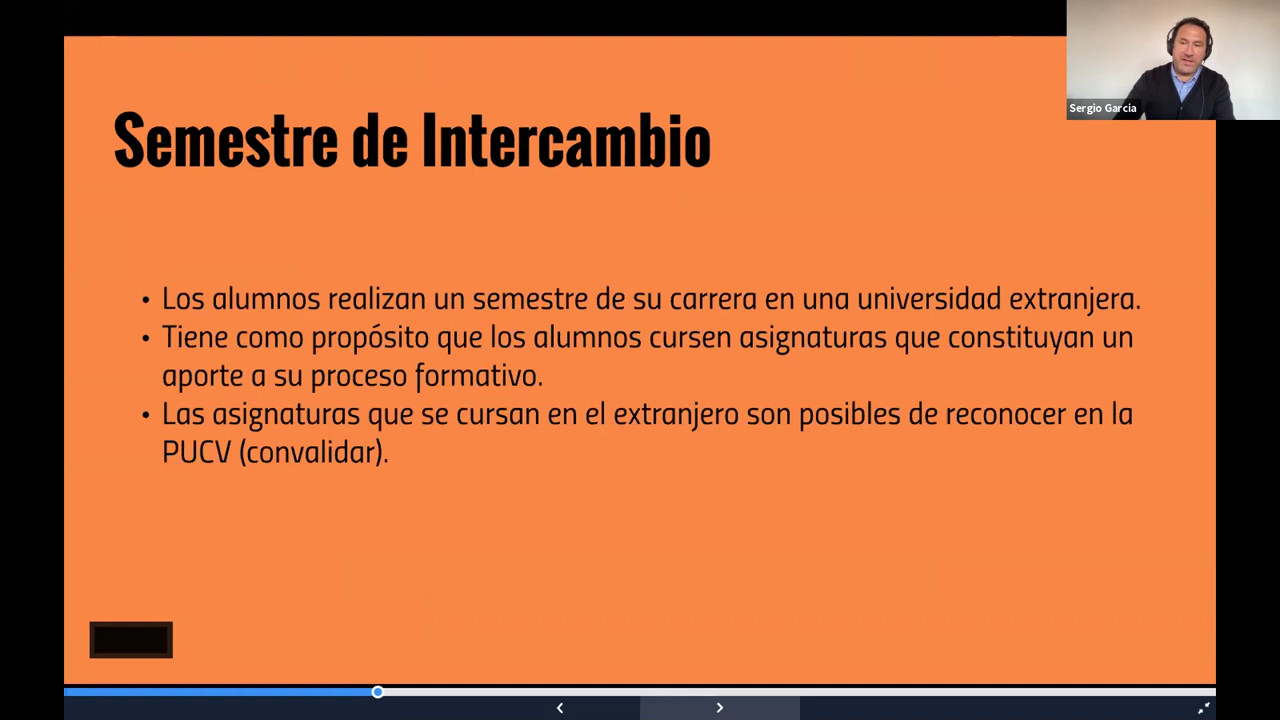 Sergio Garcia
Semestre de Intercambio
• Los alumnos realizan un semestre de su carrera en una universidad extranjera.
• Tiene como propósito que los alumnos cursen asignaturas que constituyan un
aporte a su proceso formativo.
• Las asignaturas que se cursan en el extranjero son posibles de reconocer en la
PUCV (convalidar).